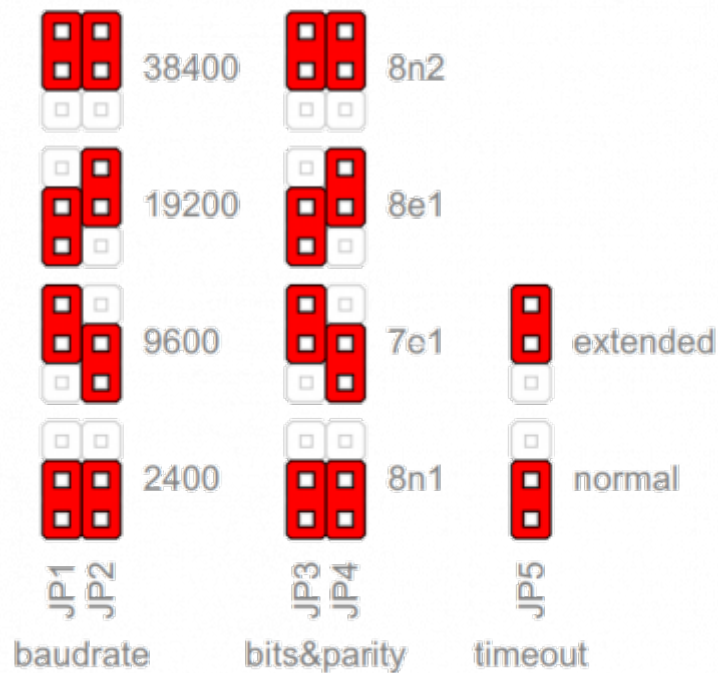 38400 8n2
19200 8e1
9600 7e1 extended
2400 8n1 normal
JP1 JP2 JP3 JP4 JP5
baudrate bits&parity timeout